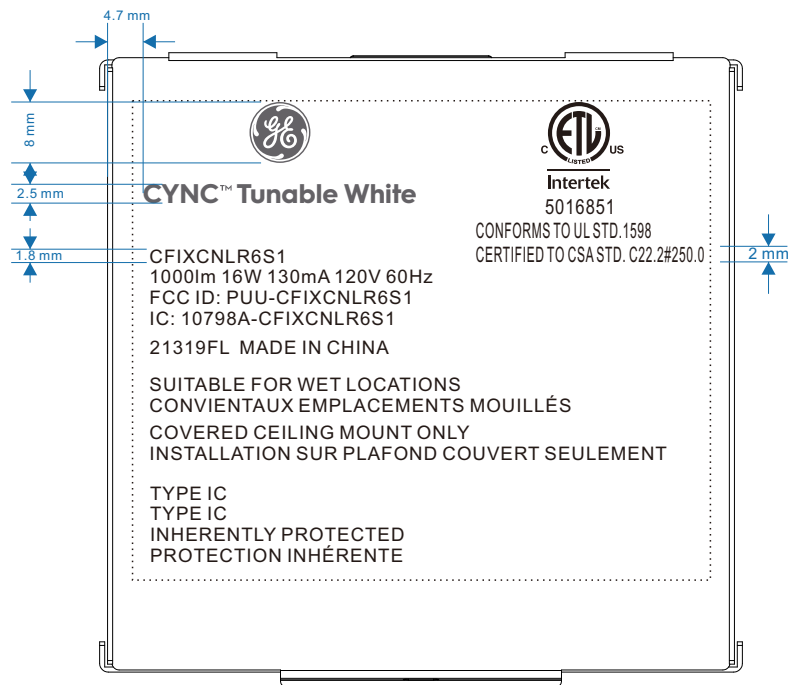 4.7 mm
8 mm
2.5 mm
1.8 mm
2 mm
GE
CYNC™ Tunable White
CFIXCNLR6S1
1000lm 16W 130mA 120V 60Hz
FCC ID: PUU-CFIXCNLR6S1
IC: 10798A-CFIXCNLR6S1
21319FL MADE IN CHINA
SUITABLE FOR WET LOCATIONS
CONVIENTAUX EMPLACEMENTS MOUILLÉS
COVERED CEILING MOUNT ONLY
INSTALLATION SUR PLAFOND COUVERT SEULEMENT
TYPE IC
TYPE IC
INHERENTLY PROTECTED
PROTECTION INHÉRENTE
ETL CM
C LISTED US
Intertek
5016851
CONFORMS TO UL STD.1598
CERTIFIED TO CSA STD. C22.2#250.0